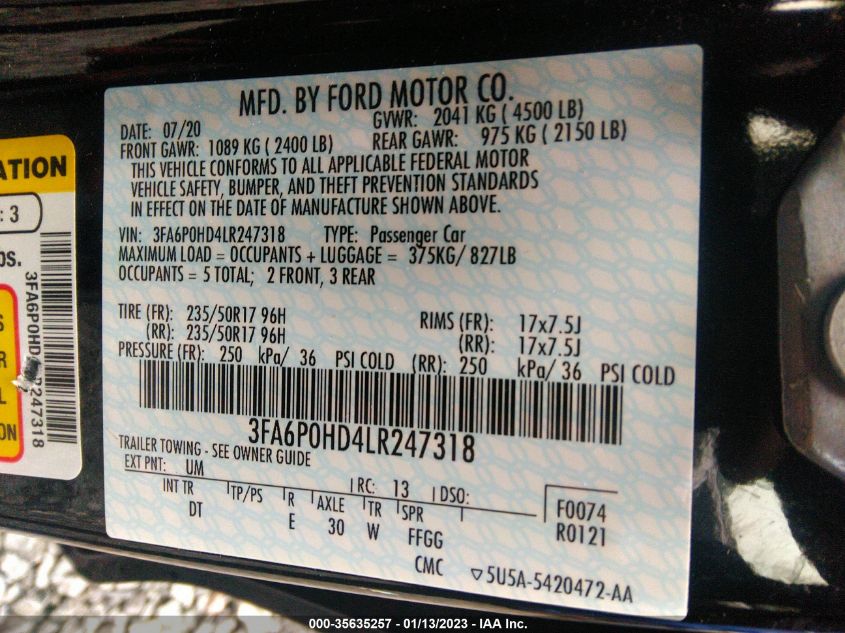 MFD. BY FORD MOTOR CO.
DATE: 07/20
GVWR: 2041 KG ( 4500 LB)
FRONT GAWR: 1089 KG ( 2400 LB)
REAR GAWR: 975 KG ( 2150 LB)
THIS VEHICLE CONFORMS TO ALL APPLICABLE FEDERAL MOTOR
VEHICLE SAFETY, BUMPER, AND THEFT PREVENTION STANDARDS
IN EFFECT ON THE DATE OF MANUFACTURE SHOWN ABOVE.
VIN: 3FA6P0HD4LR247318 TYPE: Passenger Car
MAXIMUM LOAD = OCCUPANTS + LUGGAGE = 375KG/ 827LB
OCCUPANTS = 5 TOTAL; 2 FRONT, 3 REAR
TIRE (FR): 235/50R17 96H RIMS (FR): 17x7.5J
(RR): 235/50R17 96H (RR): 17x7.5J
PRESSURE (FR): 250 kPa/ 36 PSI COLD (RR): 250 kPa/ 36 PSI COLD
3FA6P0HD4LR247318
TRAILER TOWING - SEE OWNER GUIDE
EXT PNT: UM RC: 13 DSO:
INT TR TP/PS R AXLE TR SPR
DT E 30 W FFGG
F0074
R0121
CMC ▽5U5A-5420472-AA
ATION
: 3
os.
S
R
L
ON
000-35635257 - 01/13/2023 - IAA Inc.